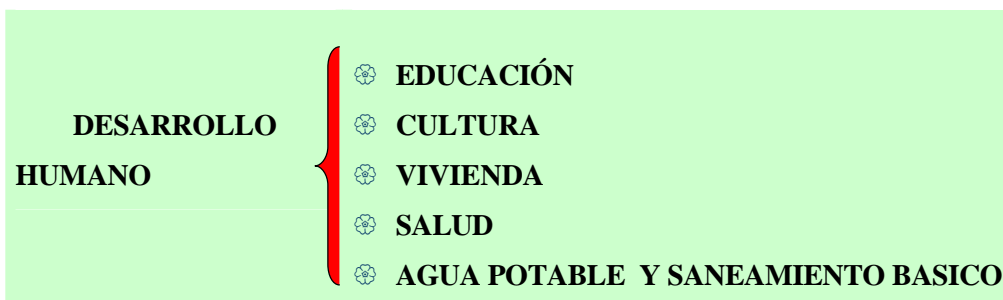 EDUCACIÓN
DESARROLLO
CULTURA
HUMANO
VIVIENDA
SALUD
AGUA POTABLE Y SANEAMIENTO BASICO